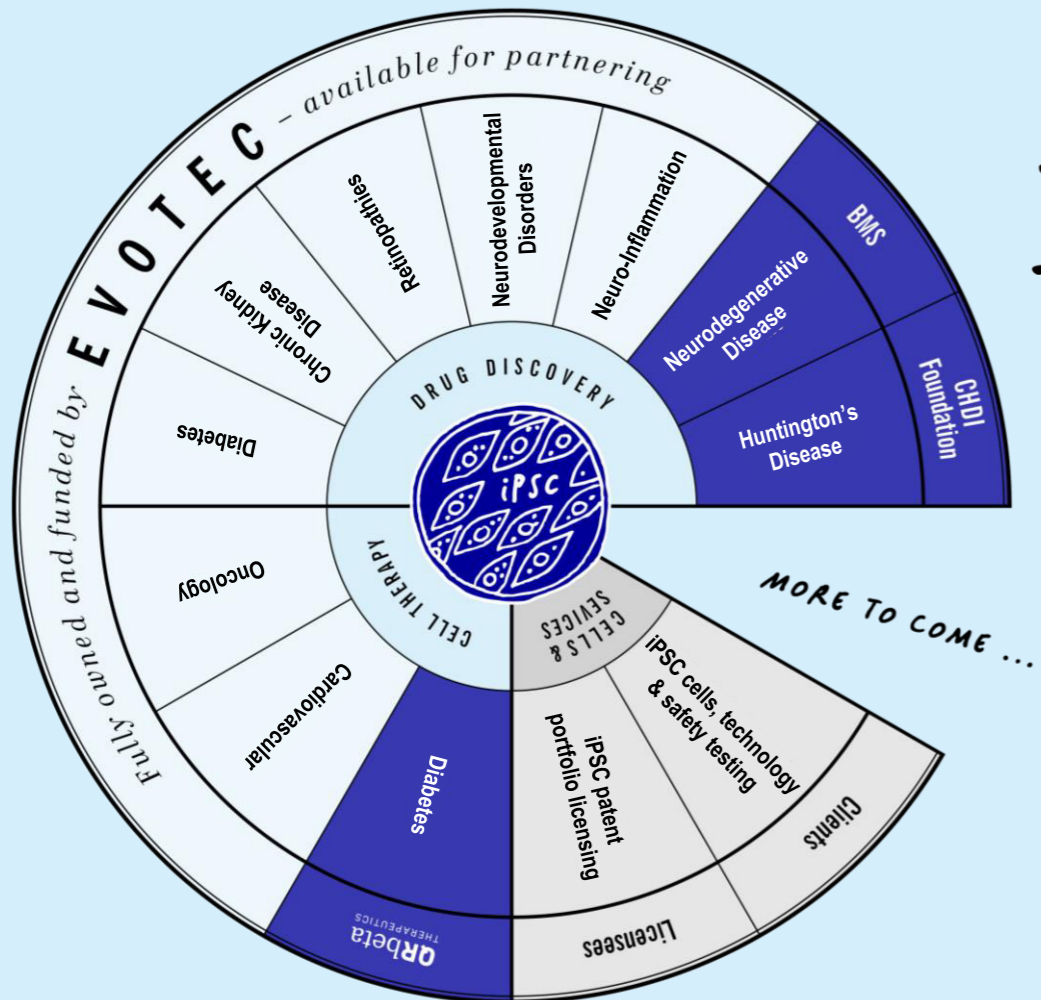 Fully owned and funded by EVOTEC – available for partnering
BMS
CHDI
Foundation
Diabetes
Chronic Kidney
Disease
Retinopathies
Neurodevelopmental
Disorders
Neuro-Inflammation
Neurodegenerative
Disease
Huntington's
Disease
DRUG DISCOVERY
iPSC
CELL THERAPY
CELLS &
SEVICES
MORE TO COME ...
Oncology
Cardiovascular
Diabetes
QRbeta
THERAPEUTICS
iPSC patent
portfolio licensing
Licensees
iPSC cells, technology
& safety testing
Clients